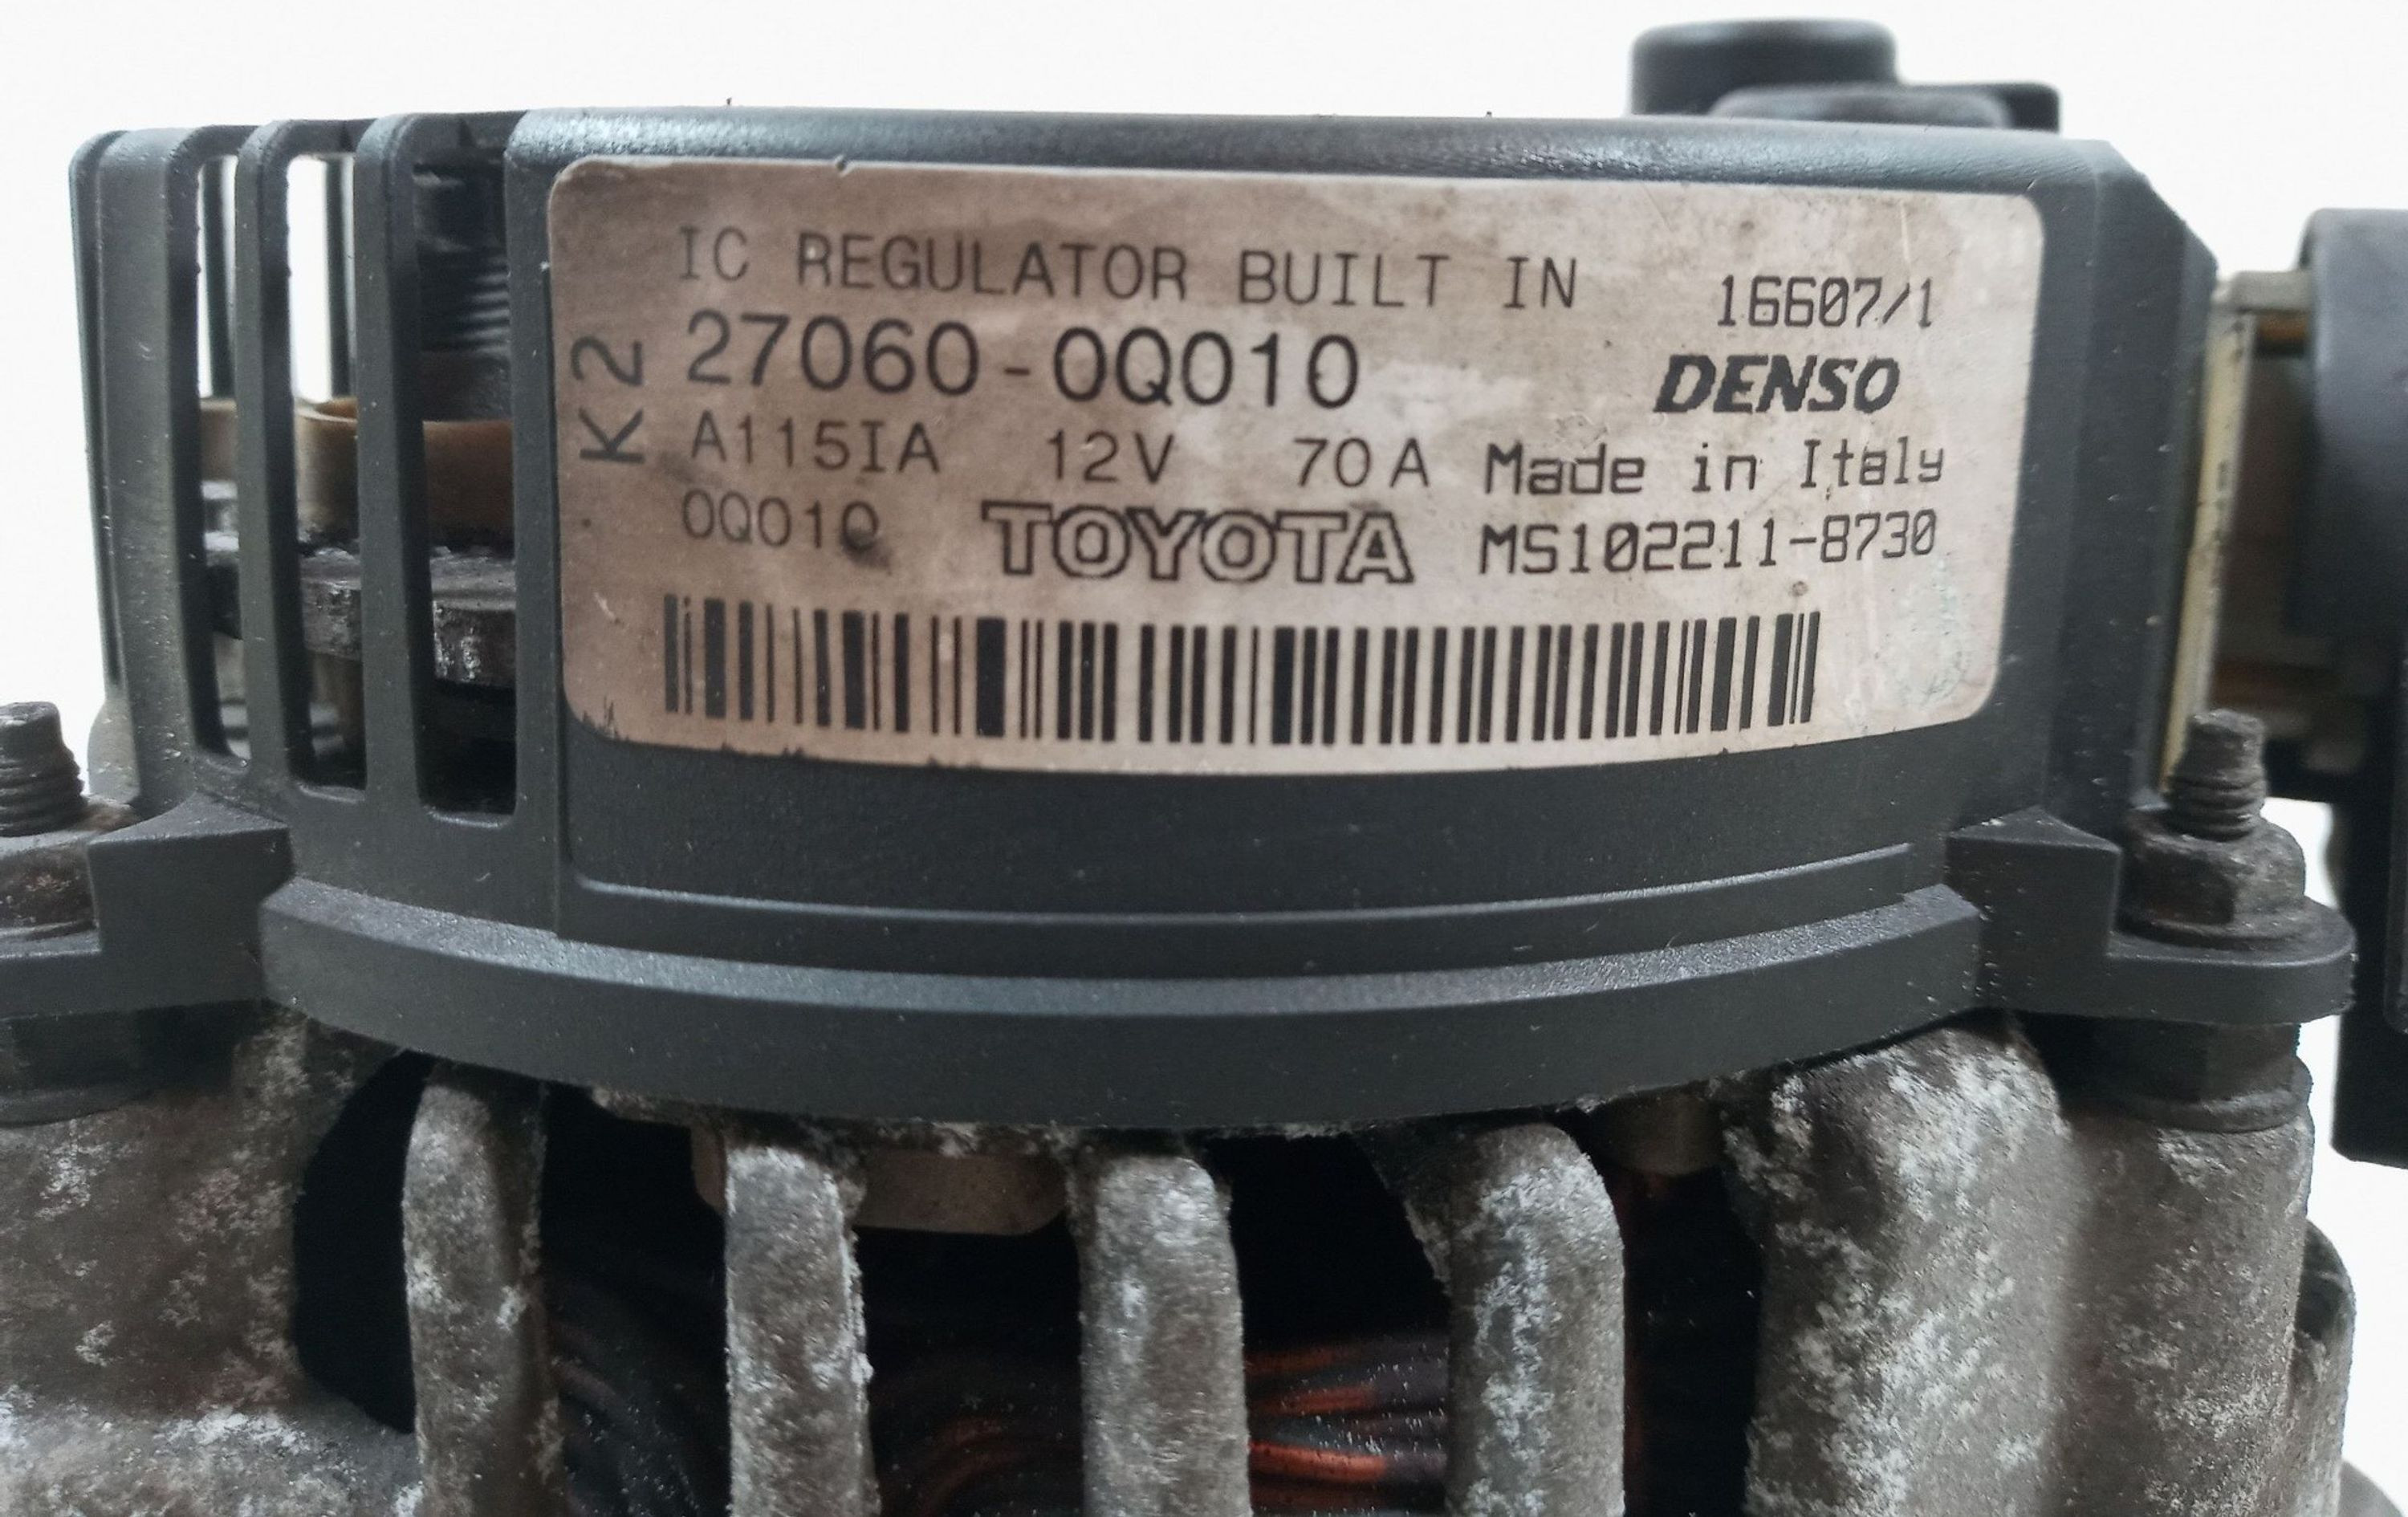 IC REGULATOR BUILT IN
16607/1
K2
27060-0Q010
DENSO
A115IA 12V 70A Made in Italy
0Q010 TOYOTA MS102211-8730